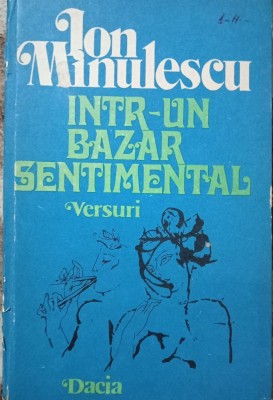 Ion
Minulescu
INTR-UN
BAZAR
SENTIMENTAL
Versuri
Dacia